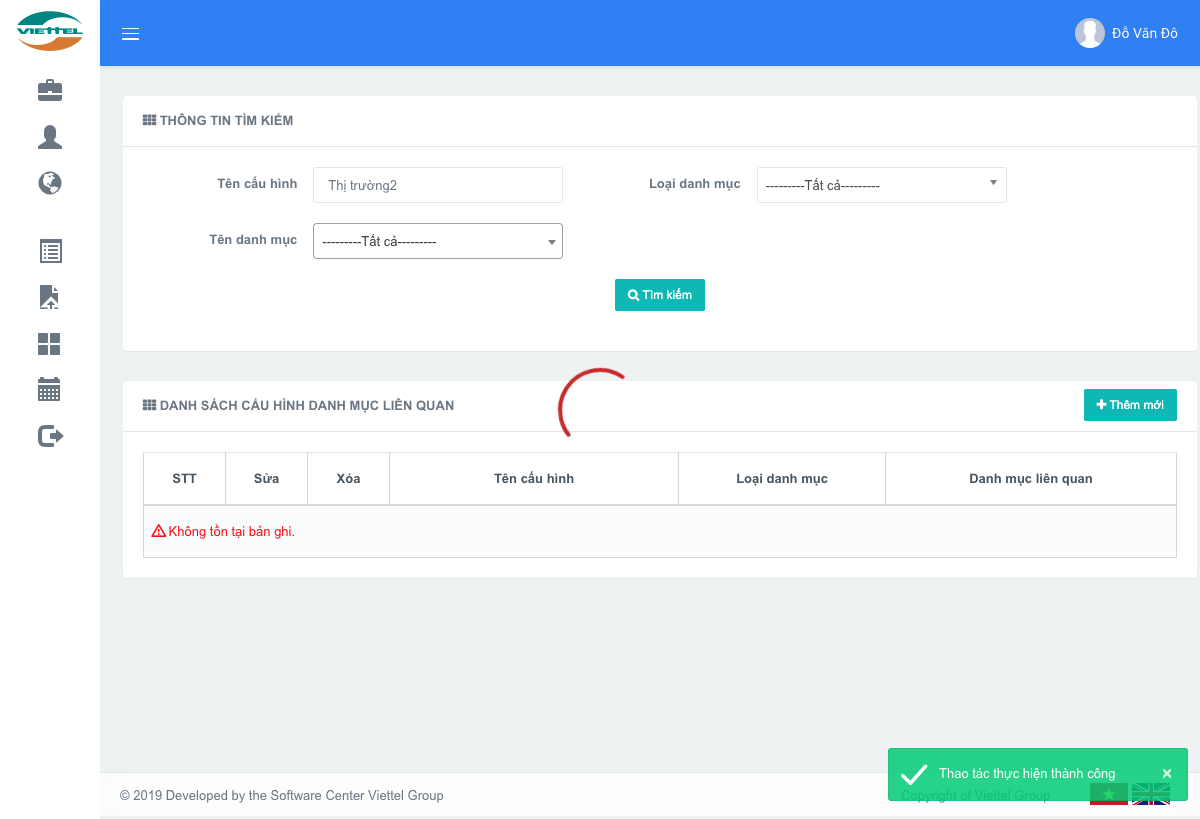 VIETTEL
Đỗ Văn Đô
THÔNG TIN TÌM KIẾM
Tên cấu hình
Thị trường2
Loại danh mục
---------Tất cả---------
Tên danh mục
---------Tất cả---------
Tìm kiếm
DANH SÁCH CẤU HÌNH DANH MỤC LIÊN QUAN
Thêm mới
STT Sửa Xóa Tên cấu hình Loại danh mục Danh mục liên quan
Không tồn tại bản ghi.
Thao tác thực hiện thành công ×
© 2019 Developed by the Software Center Viettel Group
Copyright of Viettel Group